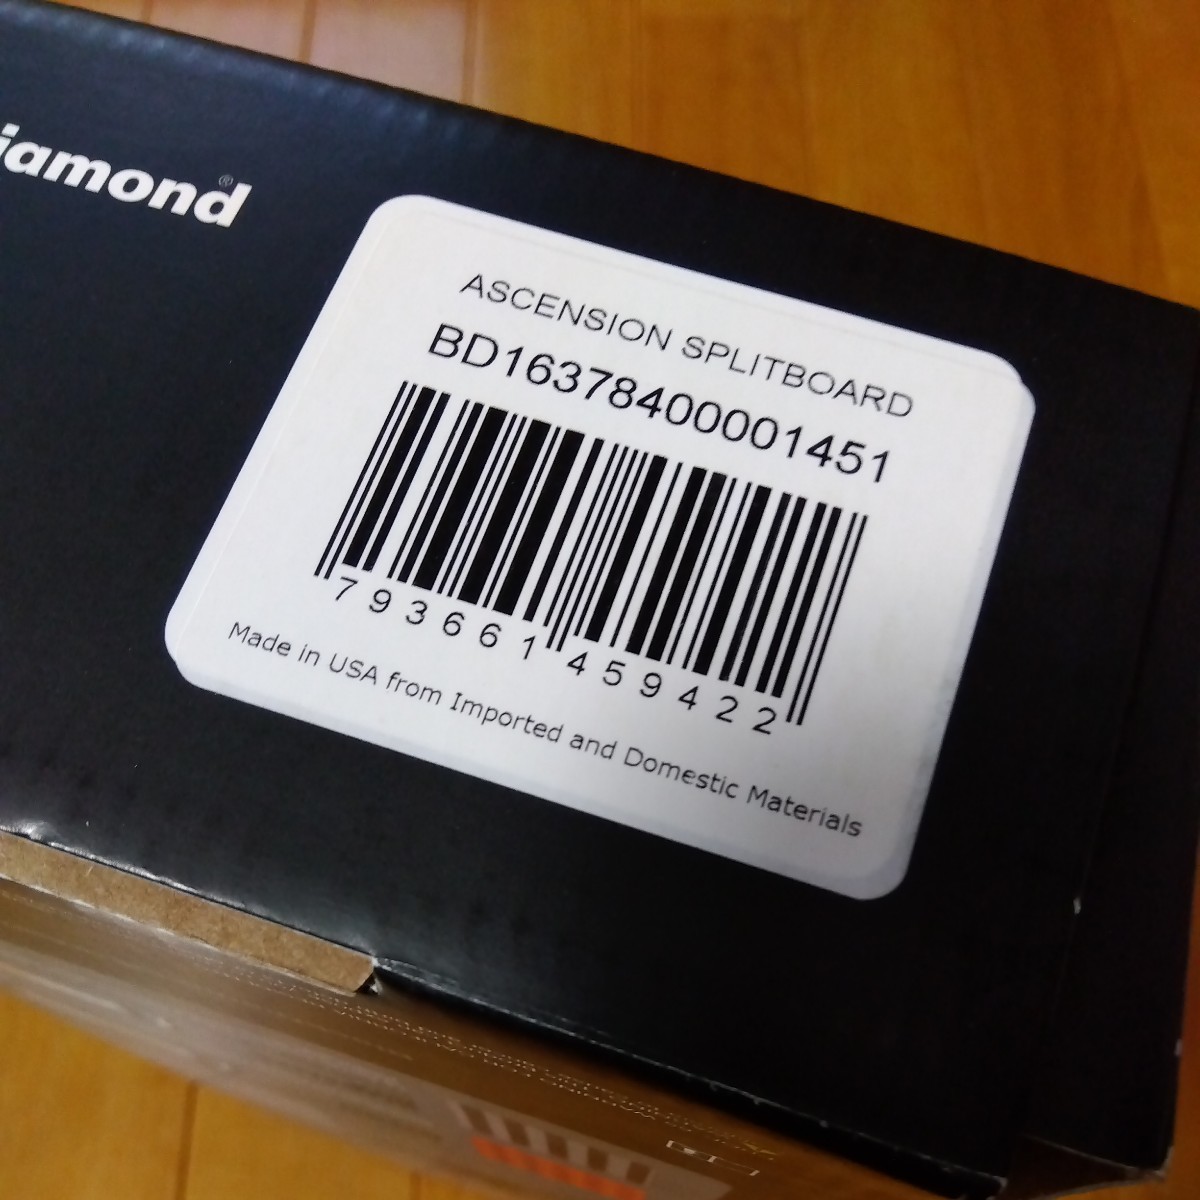 iamond®
ASCENSION SPLITBOARD
BD16378400001451
793661459422
Made in USA from Imported and Domestic Materials